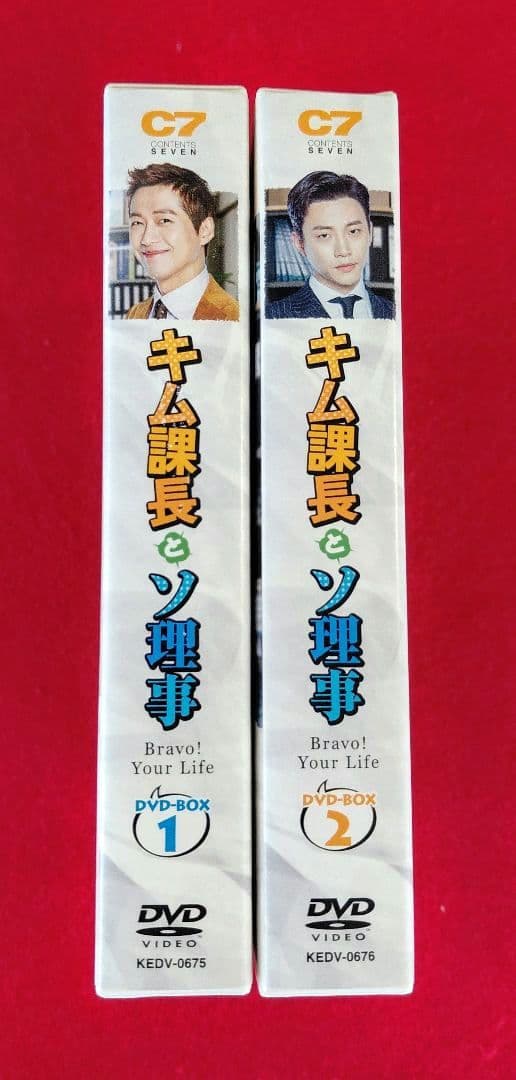 C7
CONTENTS
SEVEN
キム課長
と
ソ理事
Bravo!
Your Life
DVD-BOX
1
DVD
VIDEO
KEDV-0675
C7
CONTENTS
SEVEN
キム課長
と
ソ理事
Bravo!
Your Life
DVD-BOX
2
DVD
VIDEO
KEDV-0676